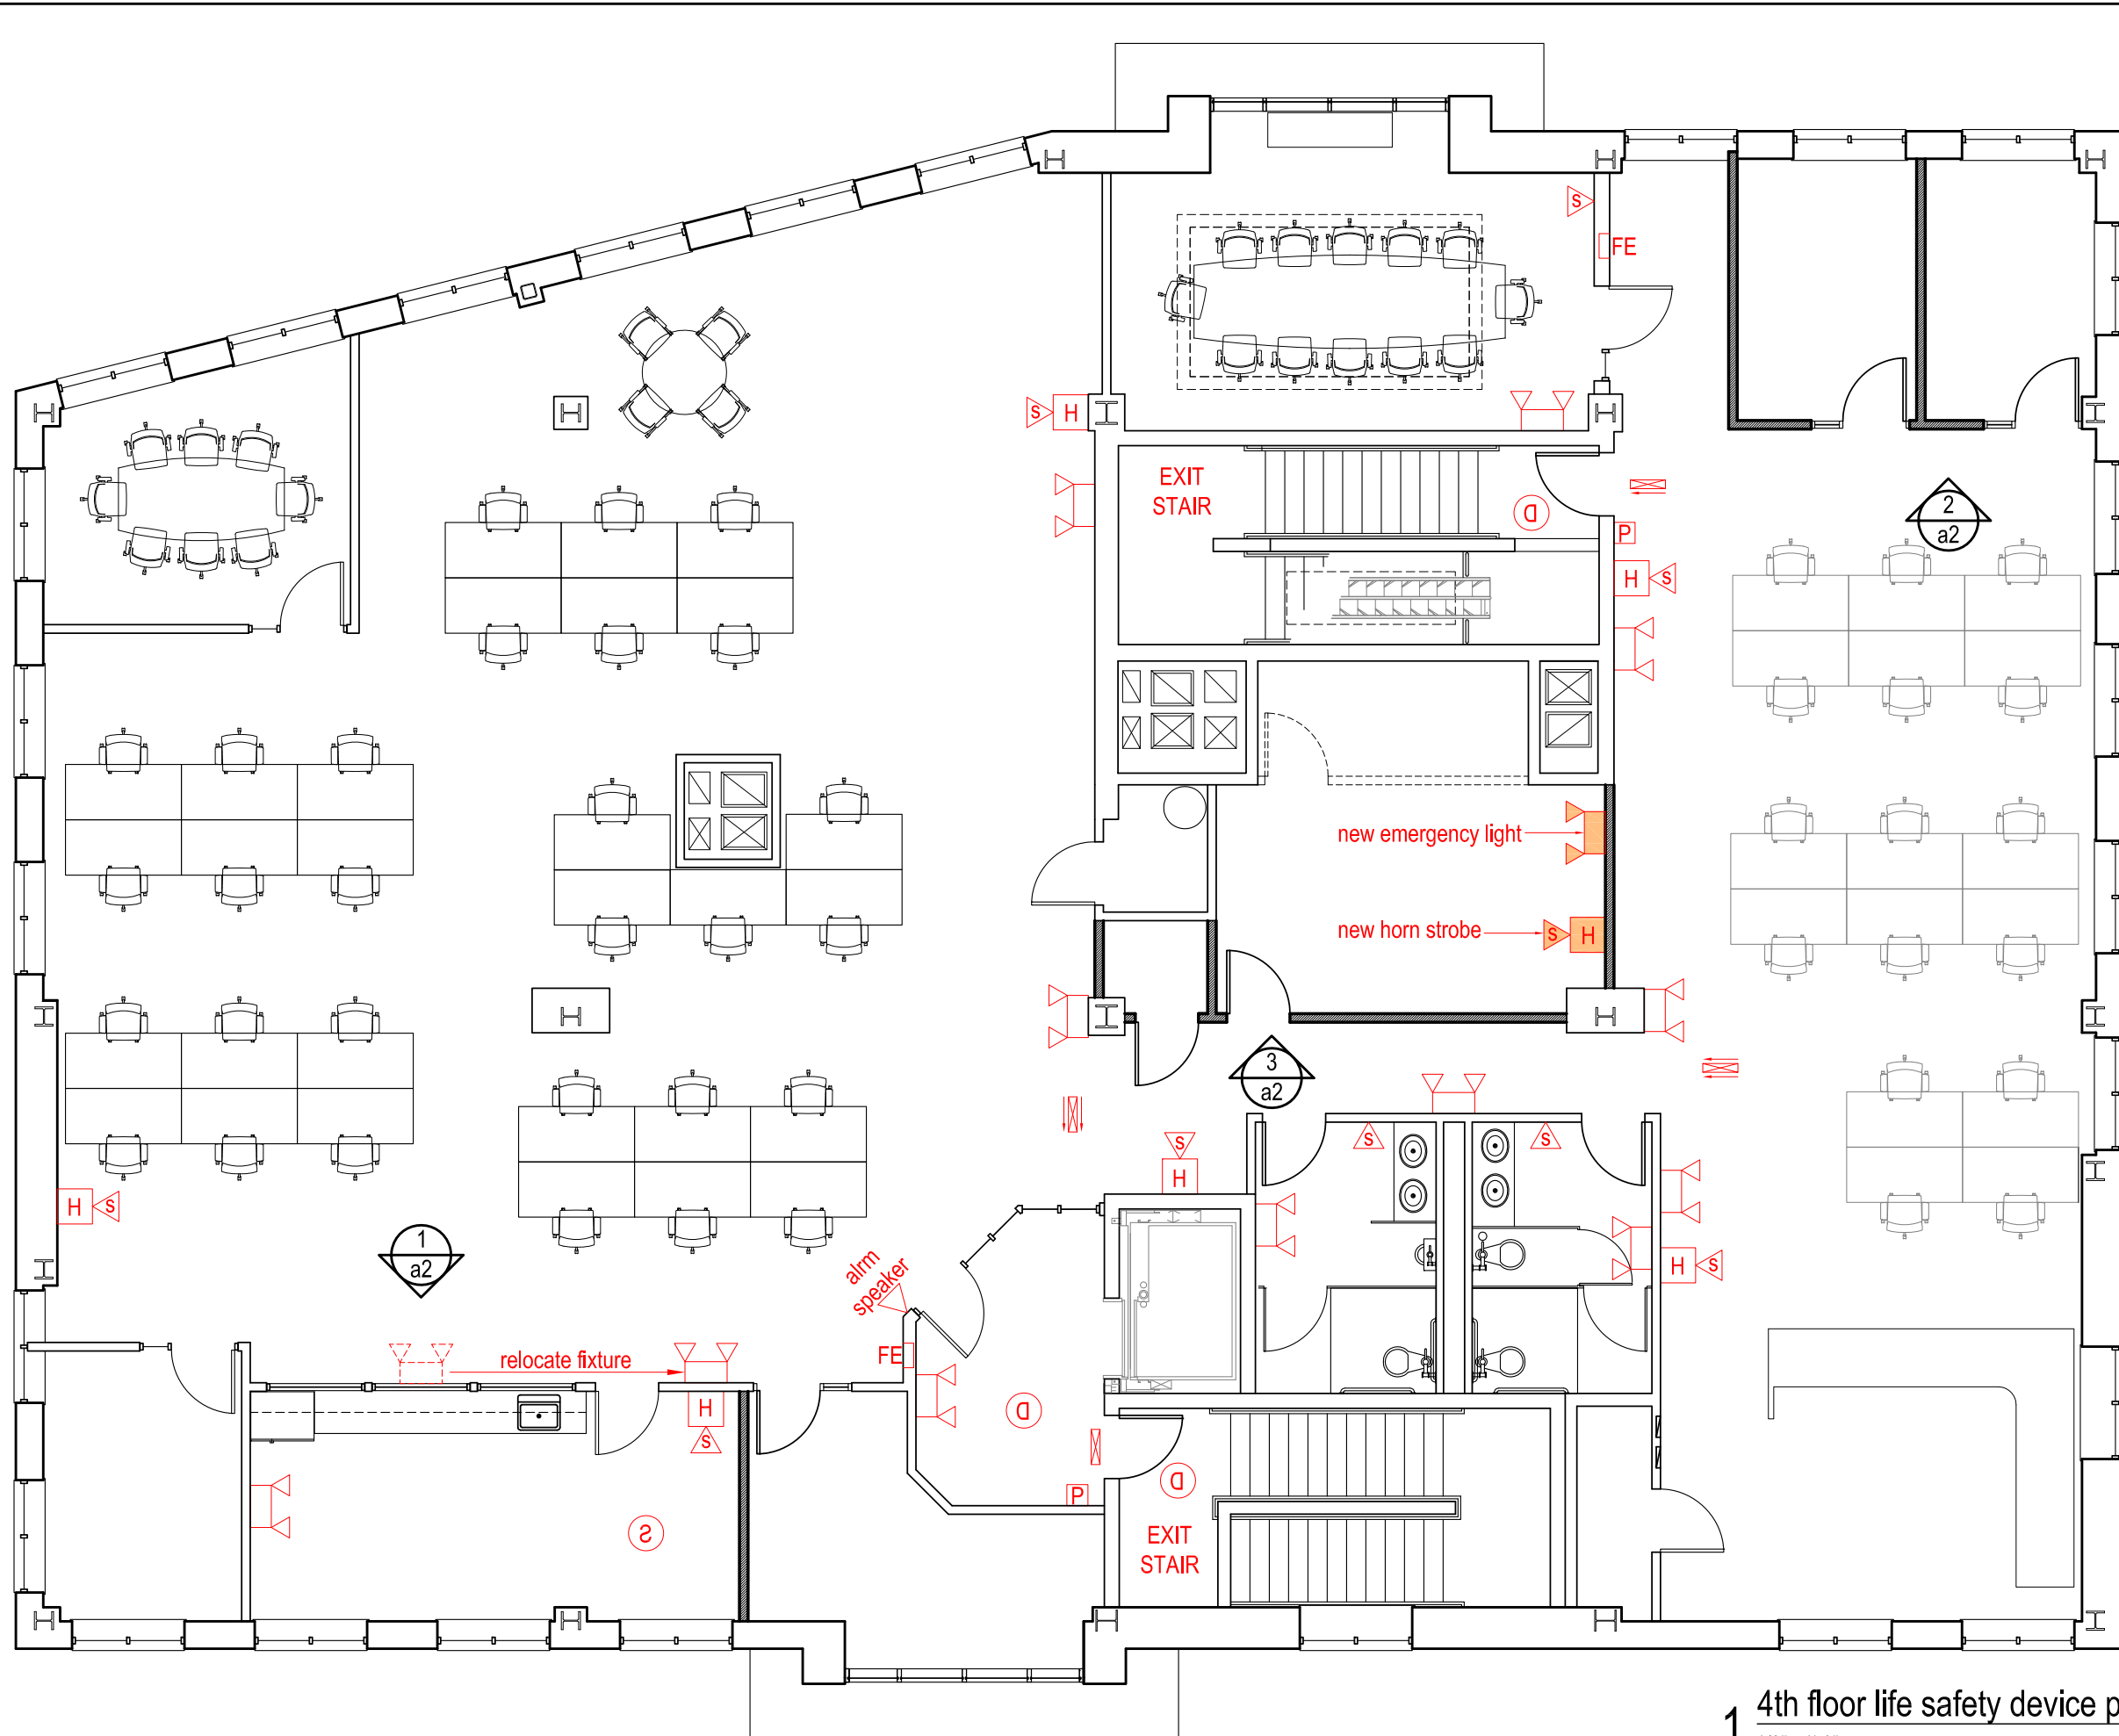 S
FE
S H
EXIT
STAIR
D
P
H S
2
a2
new emergency light
new horn strobe
S H
3
a2
S
H
S
S
H S
H S
1
a2
alrm
speaker
FE
relocate fixture
H
S
D
D
P
S
EXIT
STAIR
1
4th floor life safety device p